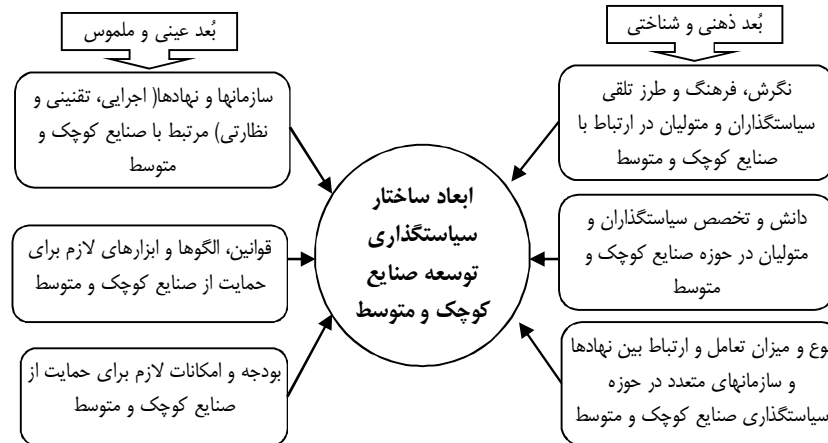 بُعد ذهنی و شناختی
نگرش، فرهنگ و طرز تلقی
سیاستگذاران و متولیان در ارتباط با
صنایع کوچک و متوسط
دانش و تخصص سیاستگذاران و
متولیان در حوزه صنایع کوچک و
متوسط
وع و میزان تعامل و ارتباط بین نهادها
و سازمانهای متعدد در حوزه
سیاستگذاری صنایع کوچک و متوسط
ابعاد ساختار
سیاستگذاری
توسعه صنایع
کوچک و متوسط
بُعد عینی و ملموس
سازمانها و نهادها( اجرایی، تقنینی و
نظارتی) مرتبط با صنایع کوچک و
متوسط
قوانین، الگوها و ابزارهای لازم برای
حمایت از صنایع کوچک و متوسط
بودجه و امکانات لازم برای حمایت از
صنایع کوچک و متوسط